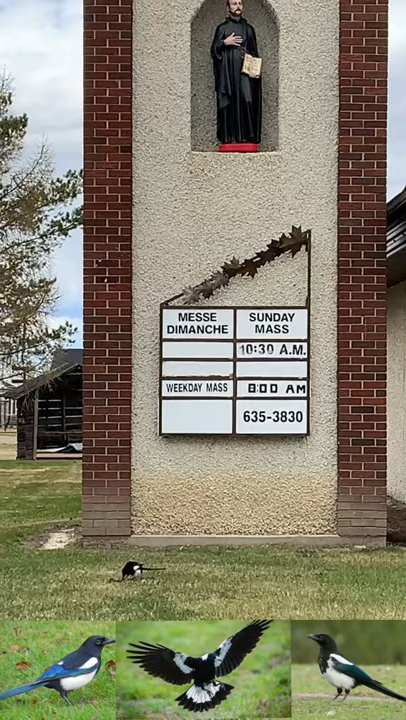 MESSE
DIMANCHE
SUNDAY
MASS
10:30 A.M.
WEEKDAY MASS
8:00 AM
635-3830